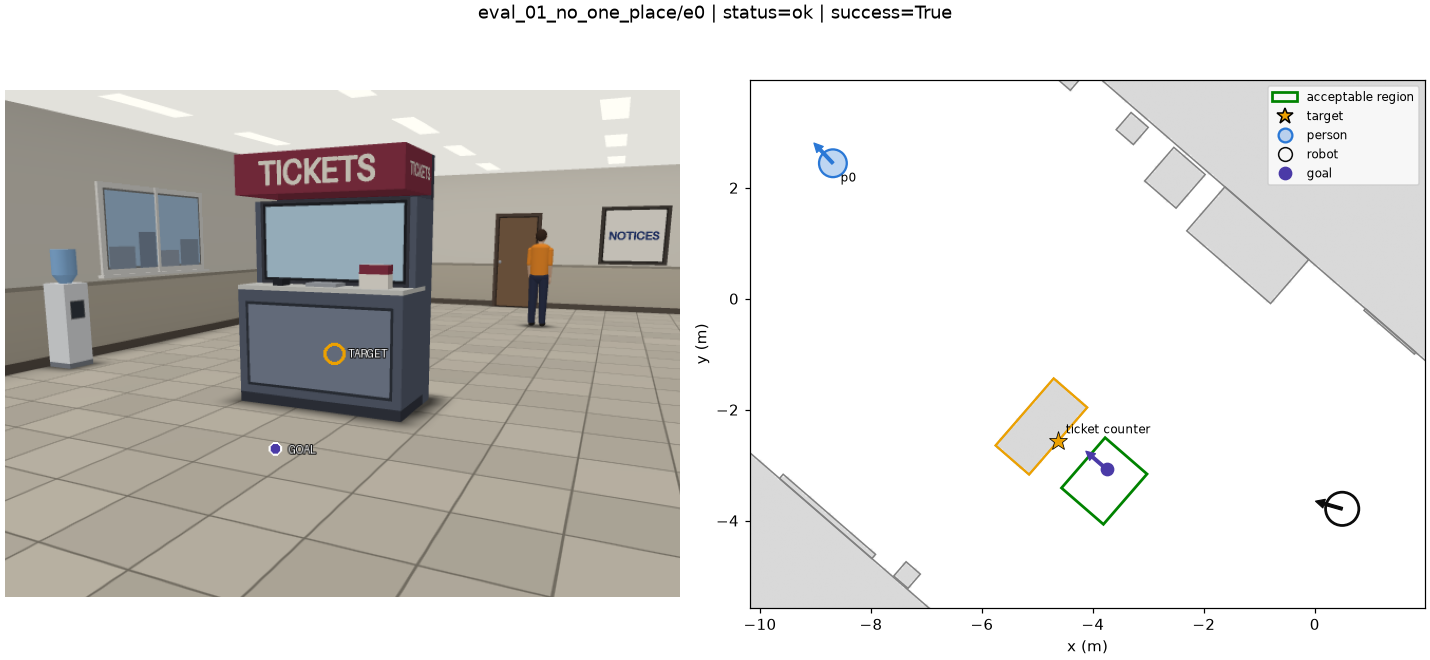 eval_01_no_one_place/e0 | status=ok | success=True
TICKETS
TICKETS
NOTICES
TARGET
GOAL
acceptable region
target
person
robot
goal
p0
ticket counter
y (m)
2
0
−2
−4
−10
−8
−6
−4
−2
0
x (m)